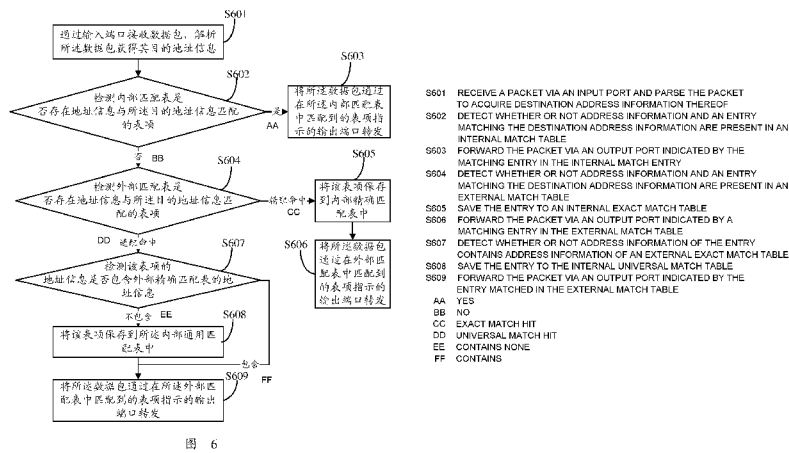 S601
通过输入端口接收数据包，解析
所述数据包获得其目的地址信息
S602
检测内部匹配表是
否存在地址信息与所述目的地址信息匹配
的表项
是
AA
S603
将所述数据包通过
在所述内部匹配表
中匹配到的表项指
示的输出端口转发
否
BB
S604
检测外部匹配表是
否存在地址信息与所述目的地址信息
匹配的表项
精配命中
CC
S605
将该表项保存
到内部精确匹
配表中
S606
将所述数据包
通过在外部匹
配表中匹配到
的表项指示的
输出端口转发
DD
通配命中
S607
检测该表项的
地址信息是否包含外部精确匹配表的地
址信息
不包含
EE
S608
将该表项保存到所述内部通用匹
配表中
包含
FF
S609
将所述数据包通过在所述外部匹
配表中匹配到的表项指示的输出
端口转发
图 6
S601 RECEIVE A PACKET VIA AN INPUT PORT AND PARSE THE PACKET
TO ACQUIRE DESTINATION ADDRESS INFORMATION THEREOF
S602 DETECT WHETHER OR NOT ADDRESS INFORMATION AND AN ENTRY
MATCHING THE DESTINATION ADDRESS INFORMATION ARE PRESENT IN AN
INTERNAL MATCH TABLE
S603 FORWARD THE PACKET VIA AN OUTPUT PORT INDICATED BY THE
MATCHING ENTRY IN THE INTERNAL MATCH ENTRY
S604 DETECT WHETHER OR NOT ADDRESS INFORMATION AND AN ENTRY
MATCHING THE DESTINATION ADDRESS INFORMATION ARE PRESENT IN AN
EXTERNAL MATCH TABLE
S605 SAVE THE ENTRY TO AN INTERNAL EXACT MATCH TABLE
S606 FORWARD THE PACKET VIA AN OUTPUT PORT INDICATED BY A
MATCHING ENTRY IN THE EXTERNAL MATCH TABLE
S607 DETECT WHETHER OR NOT ADDRESS INFORMATION OF THE ENTRY
CONTAINS ADDRESS INFORMATION OF AN EXTERNAL EXACT MATCH TABLE
S608 SAVE THE ENTRY TO THE INTERNAL UNIVERSAL MATCH TABLE
S609 FORWARD THE PACKET VIA AN OUTPUT PORT INDICATED BY THE
ENTRY MATCHED IN THE EXTERNAL MATCH TABLE
AA YES
BB NO
CC EXACT MATCH HIT
DD UNIVERSAL MATCH HIT
EE CONTAINS NONE
FF CONTAINS